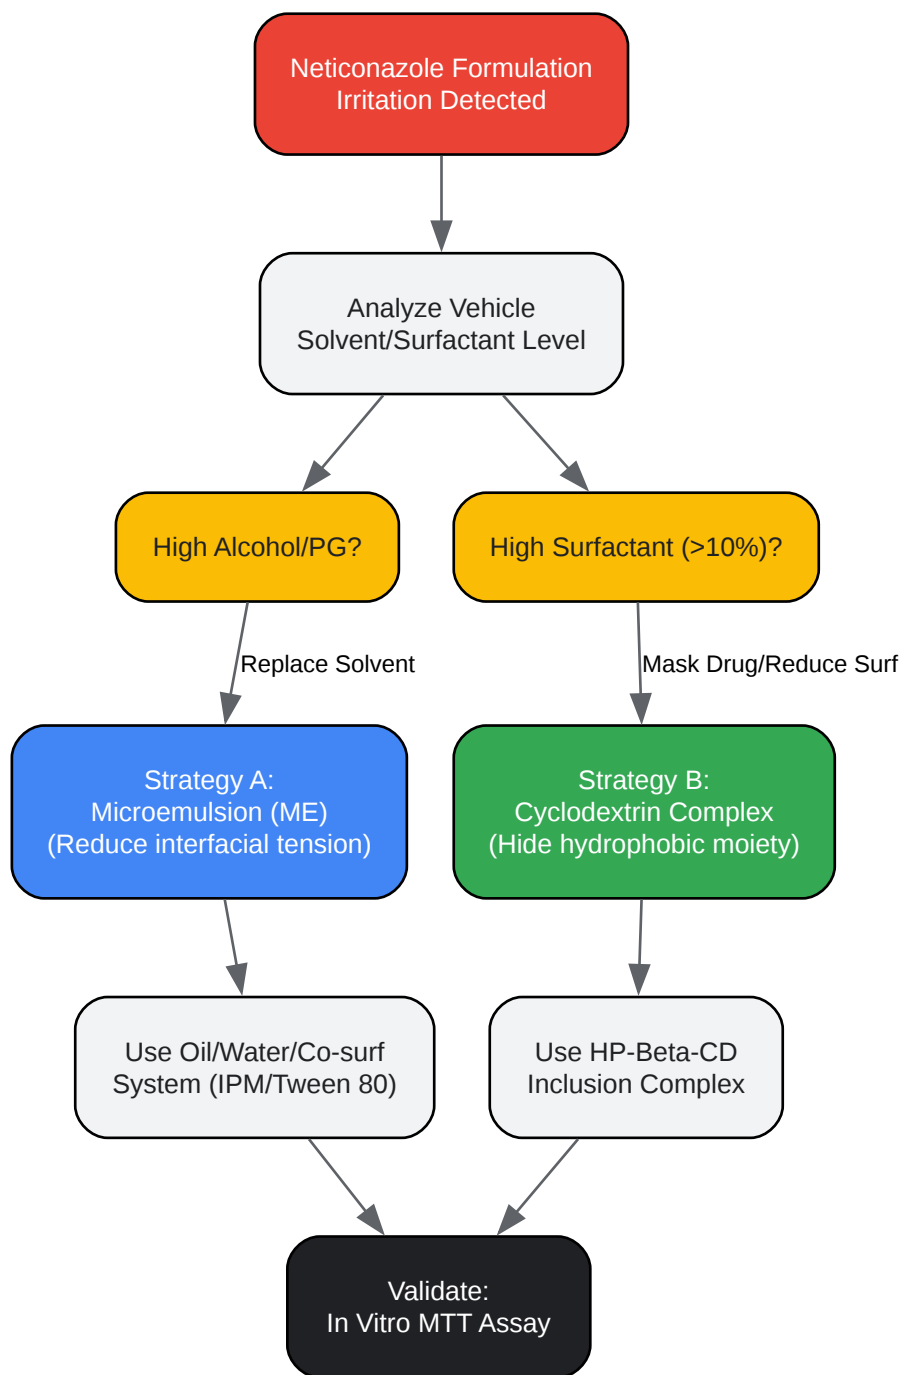 Neticonazole Formulation
Irritation Detected
Analyze Vehicle
Solvent/Surfactant Level
High Alcohol/PG?
High Surfactant (>10%)?
Replace Solvent
Mask Drug/Reduce Surf
Strategy A:
Microemulsion (ME)
(Reduce interfacial tension)
Strategy B:
Cyclodextrin Complex
(Hide hydrophobic moiety)
Use Oil/Water/Co-surf
System (IPM/Tween 80)
Use HP-Beta-CD
Inclusion Complex
Validate:
In Vitro MTT Assay